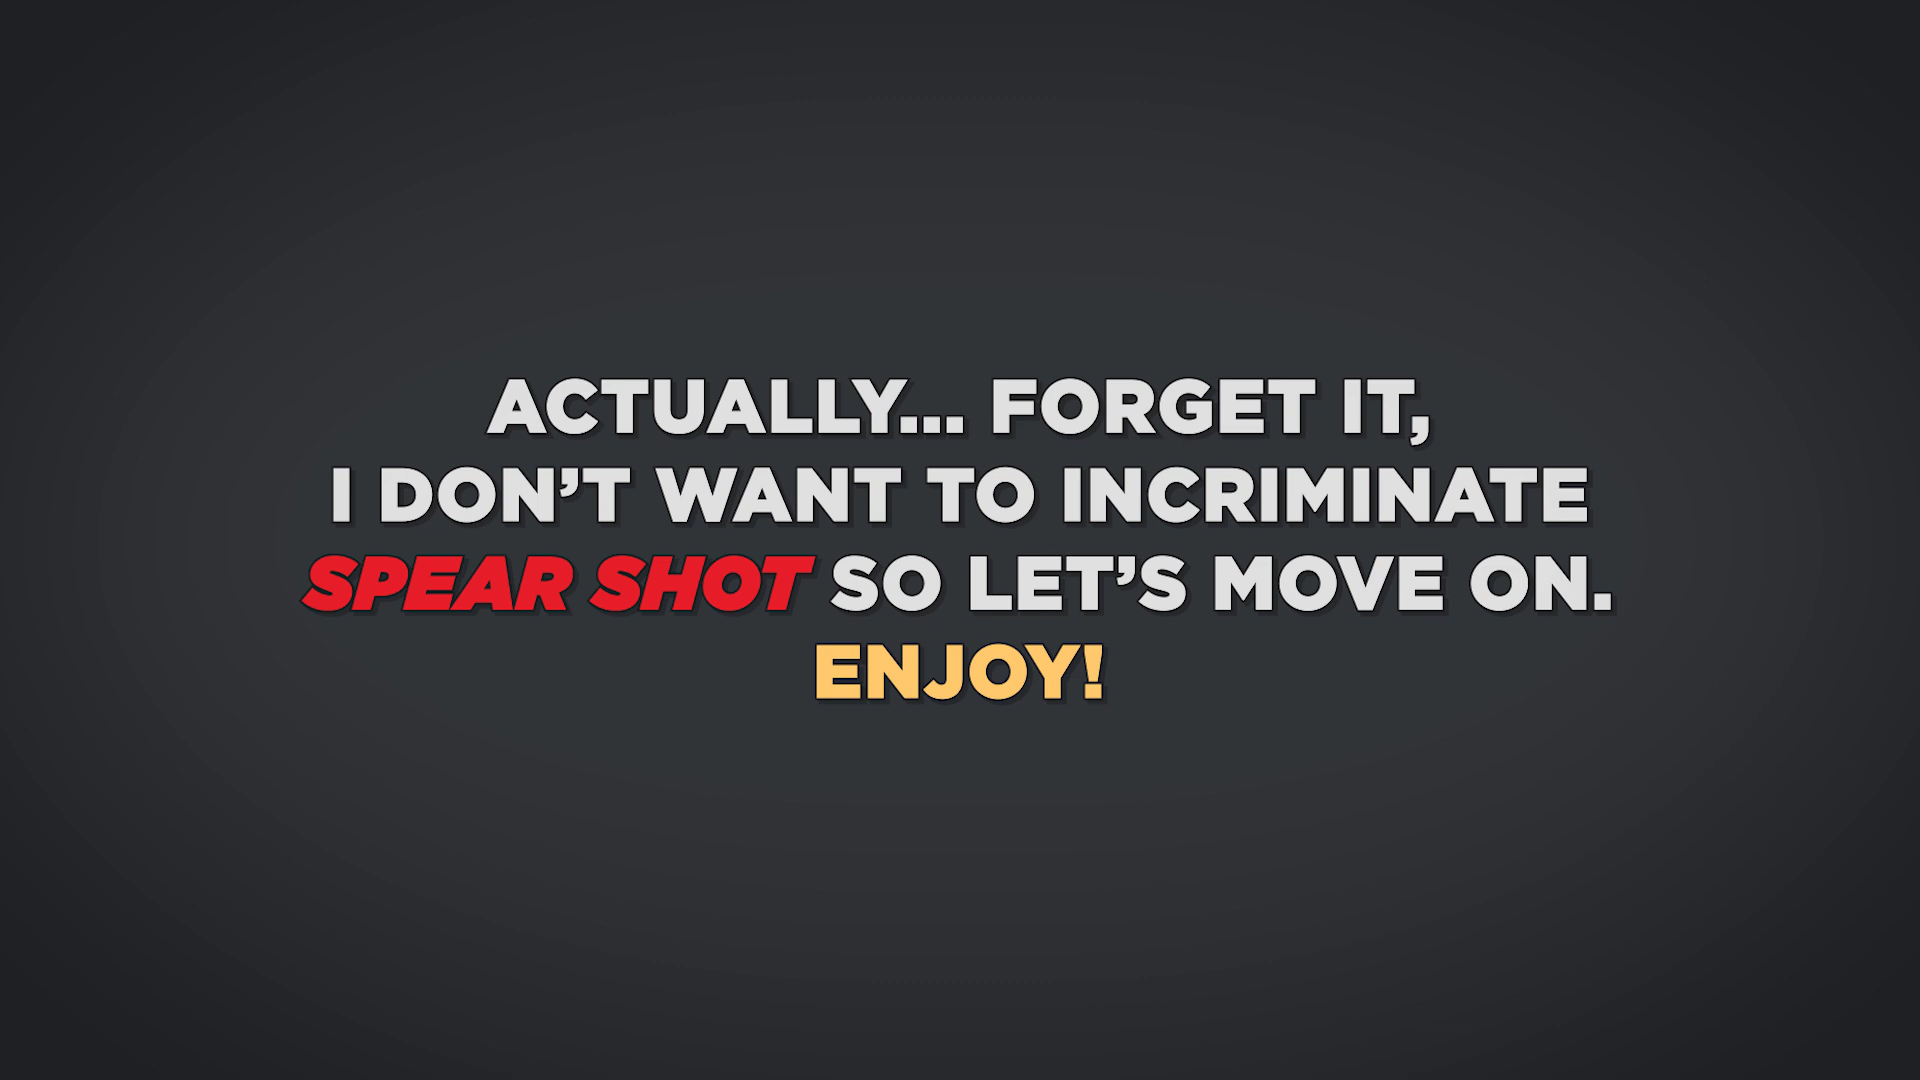 ACTUALLY... FORGET IT,
I DON’T WANT TO INCRIMINATE
SPEAR SHOT SO LET’S MOVE ON.
ENJOY!